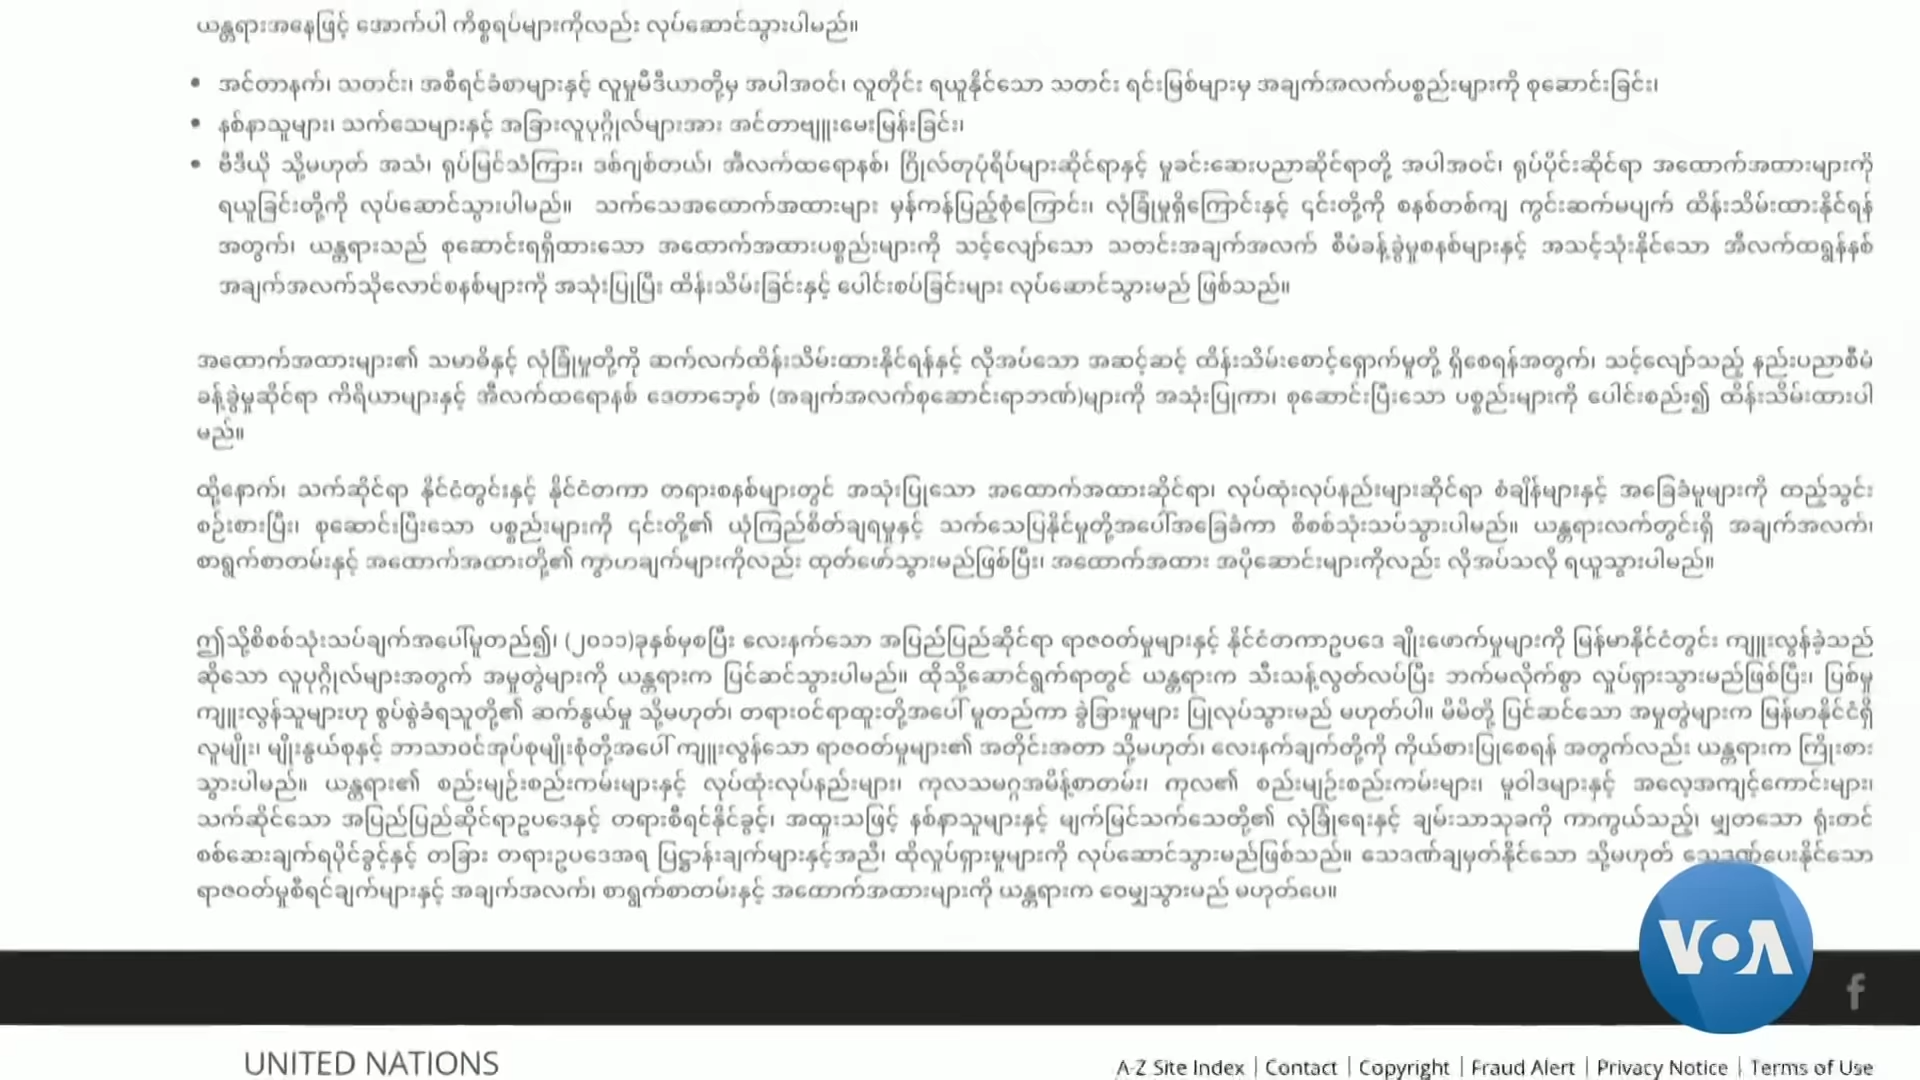 ယန္တရားအနေဖြင့် အောက်ပါ ကိစ္စရပ်များကိုလည်း လုပ်ဆောင်သွားပါမည်။
• အင်တာနက်၊ သတင်း၊ အစီရင်ခံစာများနှင့် လူမှုမီဒီယာတို့မှ အပါအဝင်၊ လူတိုင်း ရယူနိုင်သော သတင်း ရင်းမြစ်များမှ အချက်အလက်ပစ္စည်းများကို စုဆောင်းခြင်း၊
• နစ်နာသူများ၊ သက်သေများနှင့် အခြားလူပုဂ္ဂိုလ်များအား အင်တာဗျူးမေးမြန်းခြင်း၊
• ဗီဒီယို သို့မဟုတ် အသံ၊ ရုပ်မြင်သံကြား၊ ဒစ်ဂျစ်တယ်၊ အီလက်ထရောနစ်၊ ဂြိုလ်တုပုံရိပ်များဆိုင်ရာနှင့် မှုခင်းဆေးပညာဆိုင်ရာတို့ အပါအဝင်၊ ရုပ်ပိုင်းဆိုင်ရာ အထောက်အထားများကို
ရယူခြင်းတို့ကို လုပ်ဆောင်သွားပါမည်။ သက်သေအထောက်အထားများ မှန်ကန်ပြည့်စုံကြောင်း၊ လုံခြုံမှုရှိကြောင်းနှင့် ၎င်းတို့ကို စနစ်တစ်ကျ ကွင်းဆက်မပျက် ထိန်းသိမ်းထားနိုင်ရန်
အတွက်၊ ယန္တရားသည် စုဆောင်းရရှိထားသော အထောက်အထားပစ္စည်းများကို သင့်လျော်သော သတင်းအချက်အလက် စီမံခန့်ခွဲမှုစနစ်များနှင့် အသင့်သုံးနိုင်သော အီလက်ထရွန်နစ်
အချက်အလက်သိုလောင်စနစ်များကို အသုံးပြုပြီး ထိန်းသိမ်းခြင်းနှင့် ပေါင်းစပ်ခြင်းများ လုပ်ဆောင်သွားမည် ဖြစ်သည်။
အထောက်အထားများ၏ သမာဓိနှင့် လုံခြုံမှုတို့ကို ဆက်လက်ထိန်းသိမ်းထားနိုင်ရန်နှင့် လိုအပ်သော အဆင့်ဆင့် ထိန်းသိမ်းစောင့်ရှောက်မှုတို့ ရှိစေရန်အတွက်၊ သင့်လျော်သည့် နည်းပညာစီမံ
ခန့်ခွဲမှုဆိုင်ရာ ကိရိယာများနှင့် အီလက်ထရောနစ် ဒေတာဘေ့စ် (အချက်အလက်စုဆောင်းရာဘဏ်)များကို အသုံးပြုကာ၊ စုဆောင်းပြီးသော ပစ္စည်းများကို ပေါင်းစည်း၍ ထိန်းသိမ်းထားပါ
မည်။
ထို့နောက်၊ သက်ဆိုင်ရာ နိုင်ငံတွင်းနှင့် နိုင်ငံတကာ တရားစနစ်များတွင် အသုံးပြုသော အထောက်အထားဆိုင်ရာ၊ လုပ်ထုံးလုပ်နည်းများဆိုင်ရာ စံချိန်များနှင့် အခြေခံမူများကို ထည့်သွင်း
စဉ်းစားပြီး၊ စုဆောင်းပြီးသော ပစ္စည်းများကို ၎င်းတို့၏ ယုံကြည်စိတ်ချရမှုနှင့် သက်သေပြနိုင်မှုတို့အပေါ်အခြေခံကာ စိစစ်သုံးသပ်သွားပါမည်။ ယန္တရားလက်တွင်းရှိ အချက်အလက်၊
စာရွက်စာတမ်းနှင့် အထောက်အထားတို့၏ ကွာဟချက်များကိုလည်း ထုတ်ဖော်သွားမည်ဖြစ်ပြီး၊ အထောက်အထား အပိုဆောင်းများကိုလည်း လိုအပ်သလို ရယူသွားပါမည်။
ဤသို့စိစစ်သုံးသပ်ချက်အပေါ်မူတည်၍၊ (၂၀၁၁)ခုနှစ်မှစပြီး လေးနက်သော အပြည်ပြည်ဆိုင်ရာ ရာဇဝတ်မှုများနှင့် နိုင်ငံတကာဥပဒေ ချိုးဖောက်မှုများကို မြန်မာနိုင်ငံတွင်း ကျူးလွန်ခဲ့သည်
ဆိုသော လူပုဂ္ဂိုလ်များအတွက် အမှုတွဲများကို ယန္တရားက ပြင်ဆင်သွားပါမည်။ ထိုသို့ဆောင်ရွက်ရာတွင် ယန္တရားက သီးသန့်လွတ်လပ်ပြီး ဘက်မလိုက်စွာ လှုပ်ရှားသွားမည်ဖြစ်ပြီး၊ ပြစ်မှု
ကျူးလွန်သူများဟု စွပ်စွဲခံရသူတို့၏ ဆက်နွယ်မှု သို့မဟုတ်၊ တရားဝင်ရာထူးတို့အပေါ် မူတည်ကာ ခွဲခြားမှုများ ပြုလုပ်သွားမည် မဟုတ်ပါ။ မိမိတို့ ပြင်ဆင်သော အမှုတွဲများက မြန်မာနိုင်ငံရှိ
လူမျိုး၊ မျိုးနွယ်စုနှင့် ဘာသာဝင်အုပ်စုမျိုးစုံတို့အပေါ် ကျူးလွန်သော ရာဇဝတ်မှုများ၏ အတိုင်းအတာ သို့မဟုတ်၊ လေးနက်ချက်တို့ကို ကိုယ်စားပြုစေရန် အတွက်လည်း ယန္တရားက ကြိုးစား
သွားပါမည်။ ယန္တရား၏ စည်းမျဉ်းစည်းကမ်းများနှင့် လုပ်ထုံးလုပ်နည်းများ၊ ကုလသမဂ္ဂအမိန့်စာတမ်း၊ ကုလ၏ စည်းမျဉ်းစည်းကမ်းများ၊ မူဝါဒများနှင့် အလေ့အကျင့်ကောင်းများ၊
သက်ဆိုင်သော အပြည်ပြည်ဆိုင်ရာဥပဒေနှင့် တရားစီရင်နိုင်ခွင့်၊ အထူးသဖြင့် နစ်နာသူများနှင့် မျက်မြင်သက်သေတို့၏ လုံခြုံရေးနှင့် ချမ်းသာသုခကို ကာကွယ်သည့်၊ မျှတသော ရုံးတင်
စစ်ဆေးချက်ရပိုင်ခွင့်နှင့် တခြား တရားဥပဒေအရ ပြဋ္ဌာန်းချက်များနှင့်အညီ၊ ထိုလှုပ်ရှားမှုများကို လုပ်ဆောင်သွားမည်ဖြစ်သည်။ သေဒဏ်ချမှတ်နိုင်သော သို့မဟုတ် သေဒဏ်ပေးနိုင်သော
ရာဇဝတ်မှုစီရင်ချက်များနှင့် အချက်အလက်၊ စာရွက်စာတမ်းနှင့် အထောက်အထားများကို ယန္တရားက ဝေမျှသွားမည် မဟုတ်ပေ။
VOA
f
UNITED NATIONS
A-Z Site Index | Contact | Copyright | Fraud Alert | Privacy Notice | Terms of Use